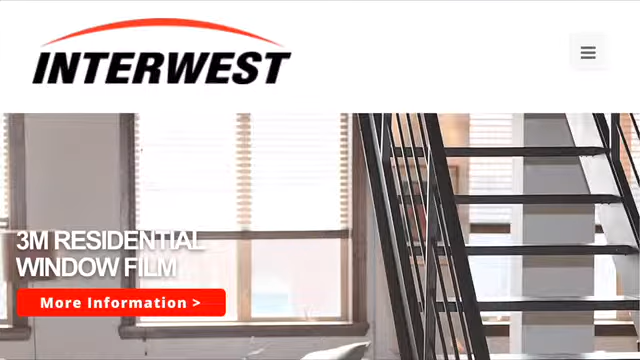 INTERWEST
3M RESIDENTIAL
WINDOW FILM
More Information >